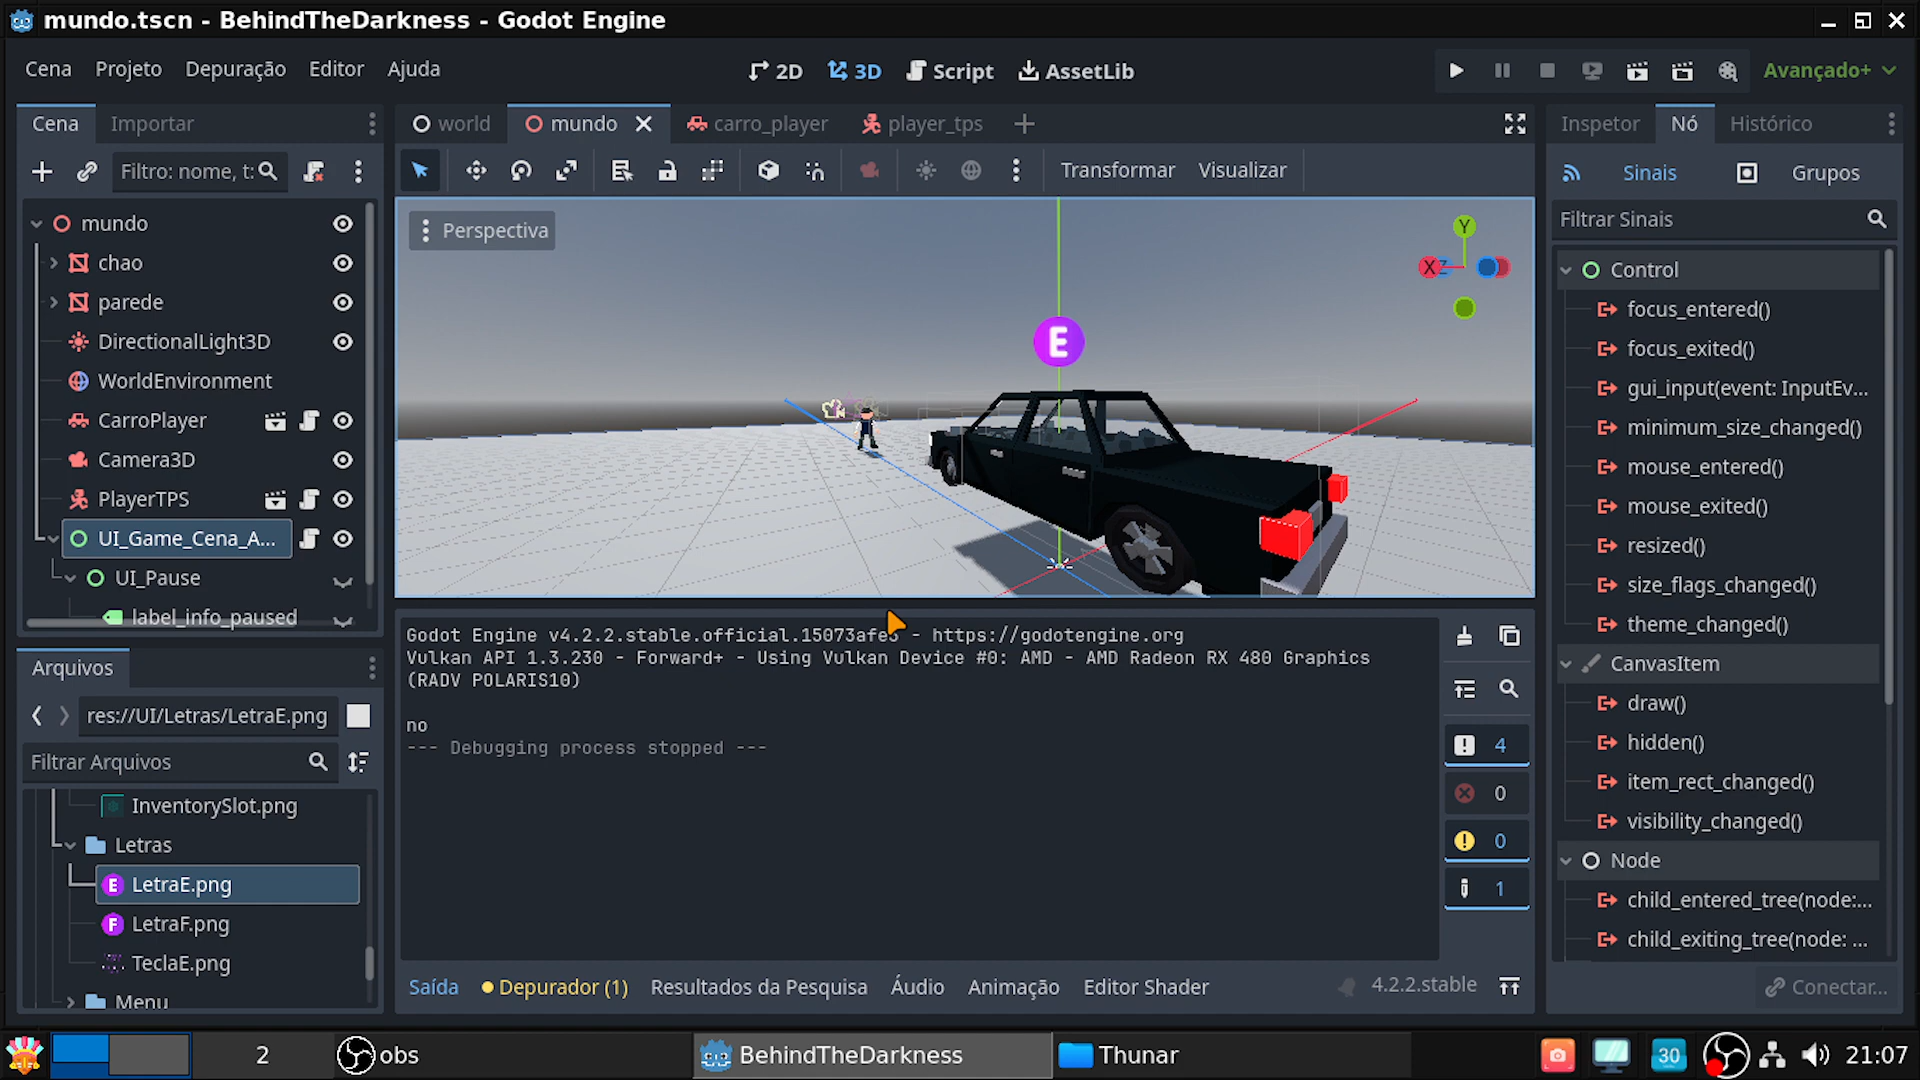 mundo.tscn - BehindTheDarkness - Godot Engine
Cena Projeto Depuração Editor Ajuda
2D 3D Script AssetLib
Avançado+
Cena Importar
world mundo carro_player player_tps
Inspetor Nó Histórico
Filtro: nome, t:
Transformar Visualizar
Sinais Grupos
Filtrar Sinais
mundo
chao
parede
DirectionalLight3D
WorldEnvironment
CarroPlayer
Camera3D
PlayerTPS
UI_Game_Cena_A...
UI_Pause
label_info_paused
Perspectiva
Y
X Z
E
Control
focus_entered()
focus_exited()
gui_input(event: InputEv...
minimum_size_changed()
mouse_entered()
mouse_exited()
resized()
size_flags_changed()
theme_changed()
CanvasItem
draw()
hidden()
item_rect_changed()
visibility_changed()
Node
child_entered_tree(node:...
child_exiting_tree(node: ...
Conectar...
Arquivos
res://UI/Letras/LetraE.png
Filtrar Arquivos
InventorySlot.png
Letras
E LetraE.png
F LetraF.png
TeclaE.png
Menu
Godot Engine v4.2.2.stable.official.15073afe3 - https://godotengine.org
Vulkan API 1.3.230 - Forward+ - Using Vulkan Device #0: AMD - AMD Radeon RX 480 Graphics
(RADV POLARIS10)
no
--- Debugging process stopped ---
4
0
0
1
Saída Depurador (1) Resultados da Pesquisa Áudio Animação Editor Shader 4.2.2.stable
2 obs BehindTheDarkness Thunar 30 21:07